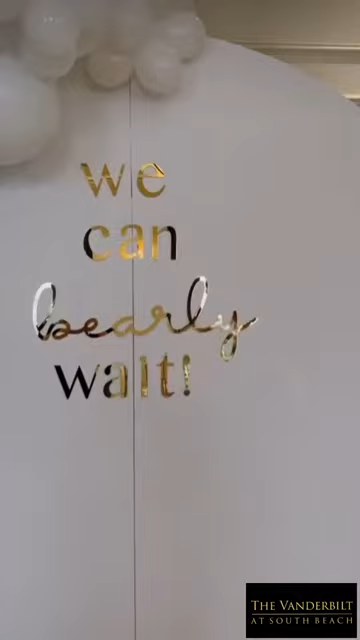 we
can
bearly
wait!
THE VANDERBILT
AT SOUTH BEACH